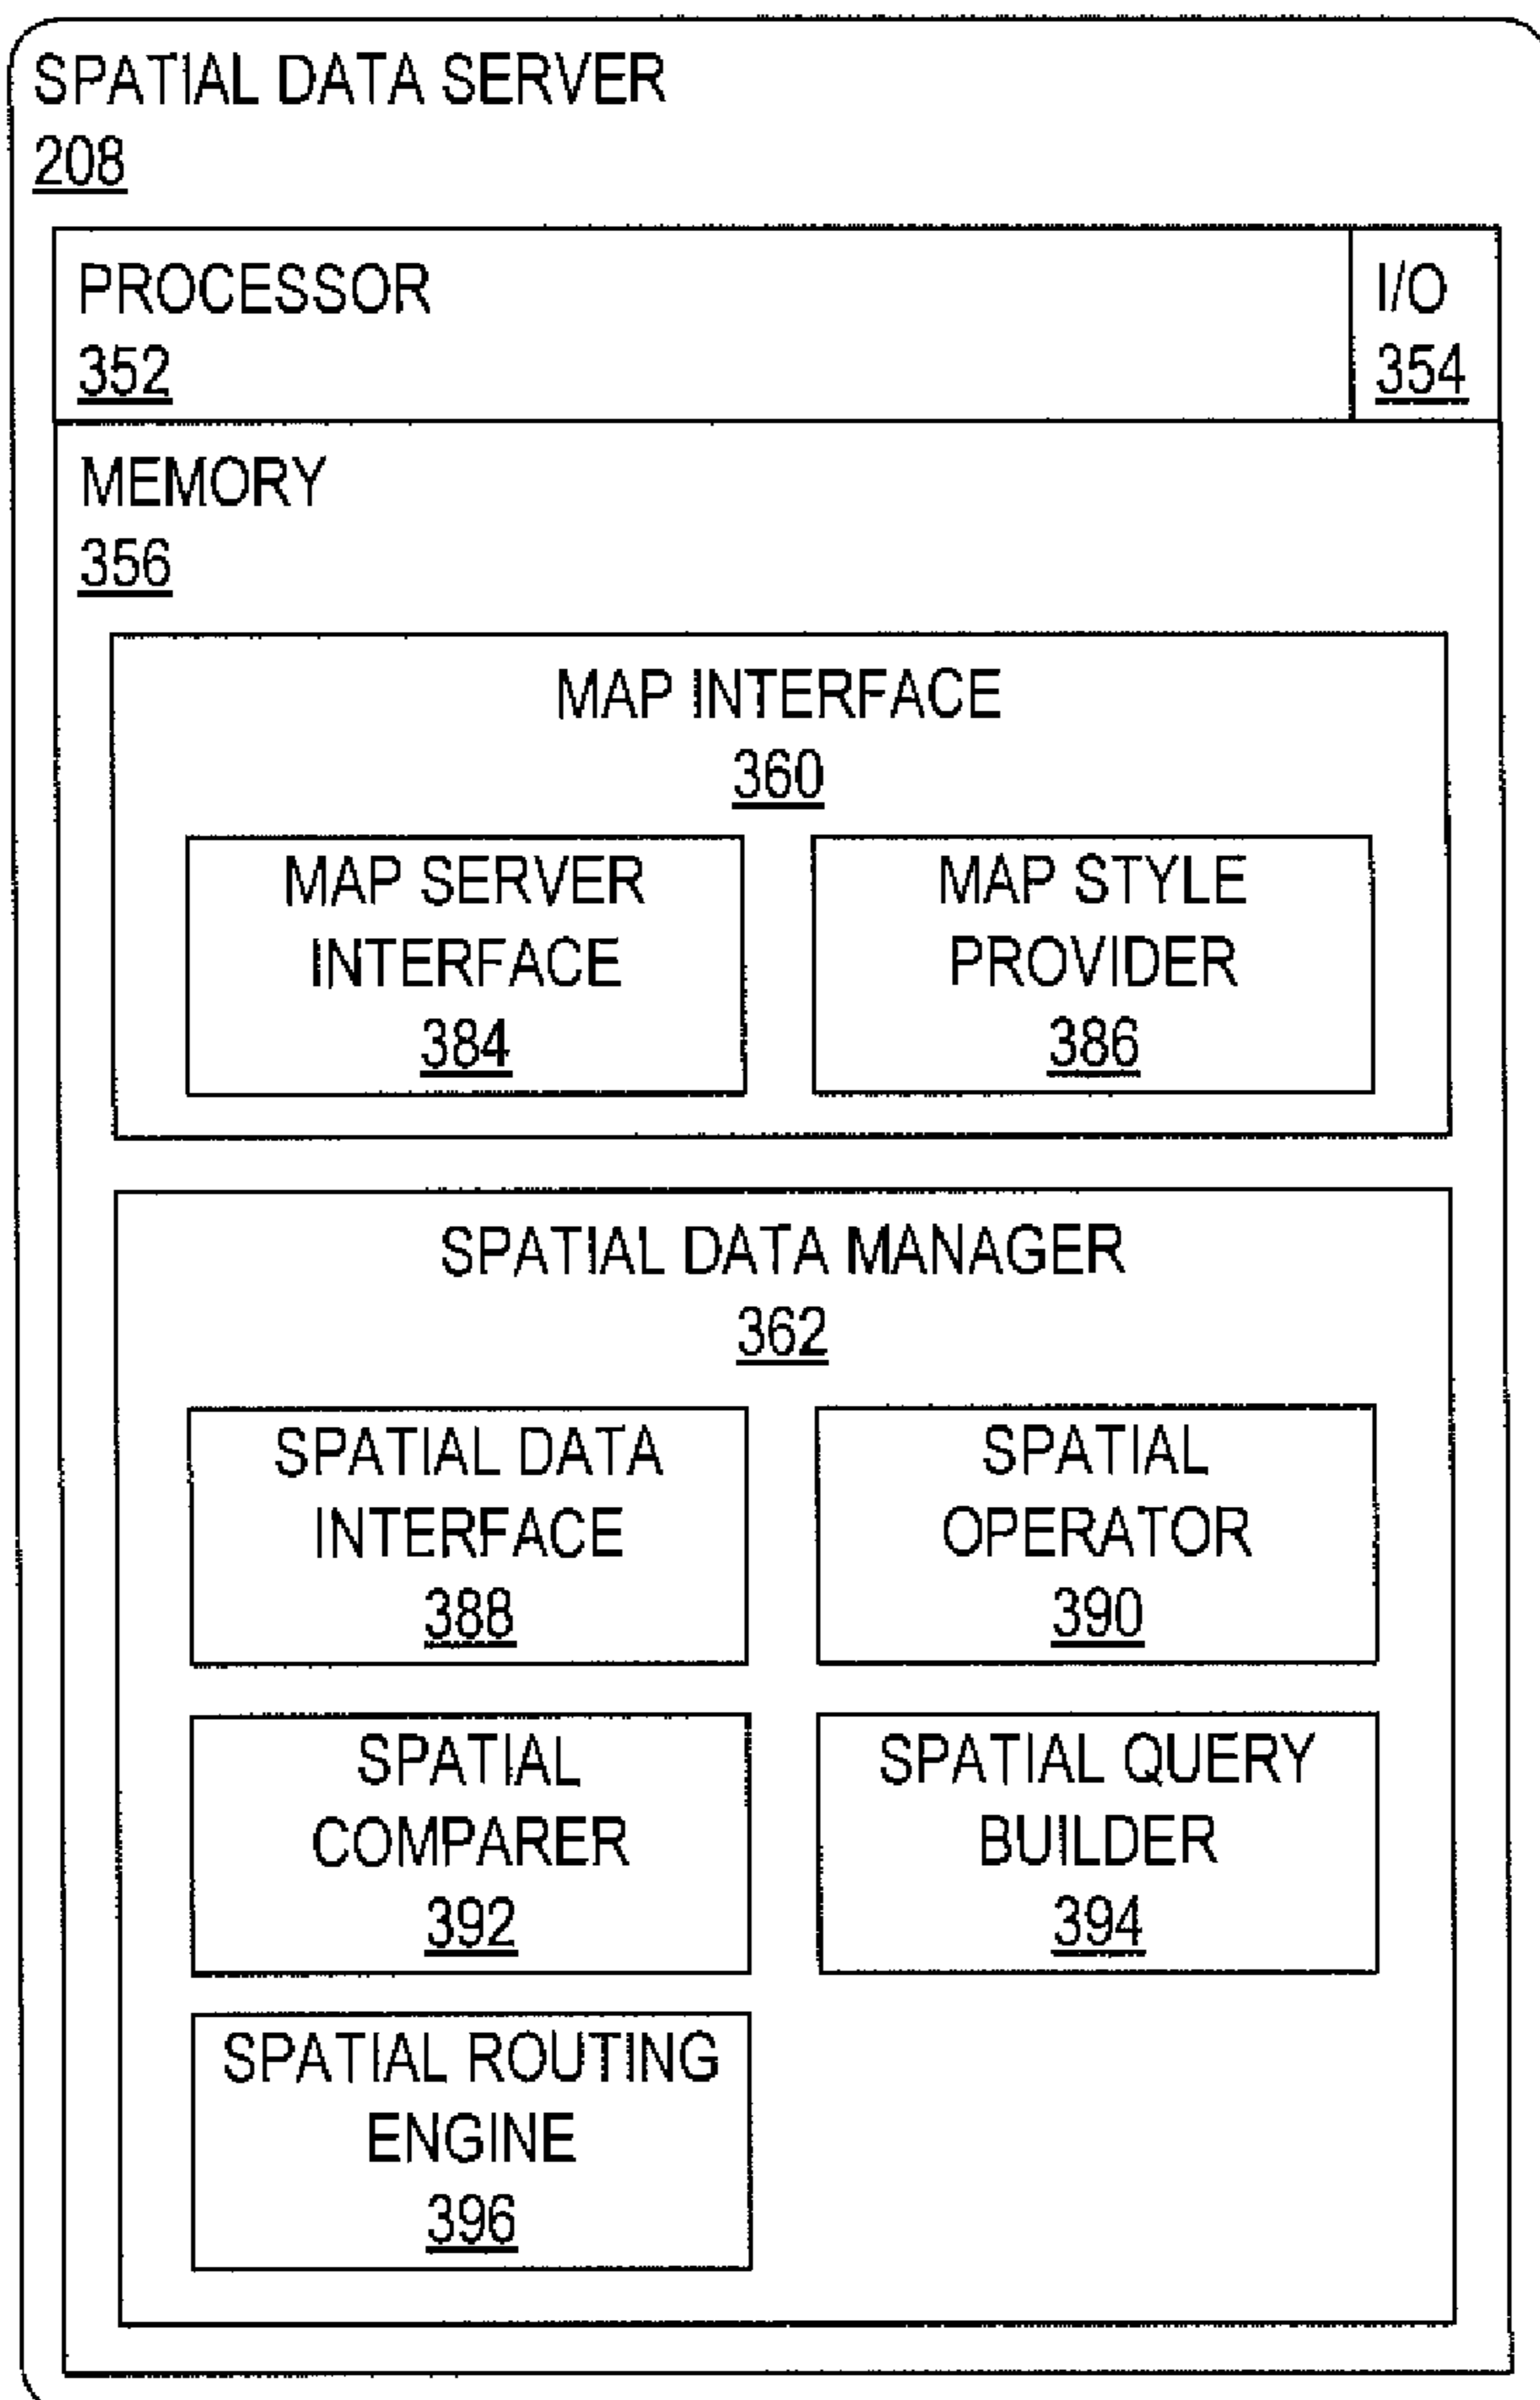 SPATIAL DATA SERVER
208
PROCESSOR
352
I/O
354
MEMORY
356
MAP INTERFACE
360
MAP SERVER
INTERFACE
384
MAP STYLE
PROVIDER
386
SPATIAL DATA MANAGER
362
SPATIAL DATA
INTERFACE
388
SPATIAL
OPERATOR
390
SPATIAL
COMPARER
392
SPATIAL QUERY
BUILDER
394
SPATIAL ROUTING
ENGINE
396